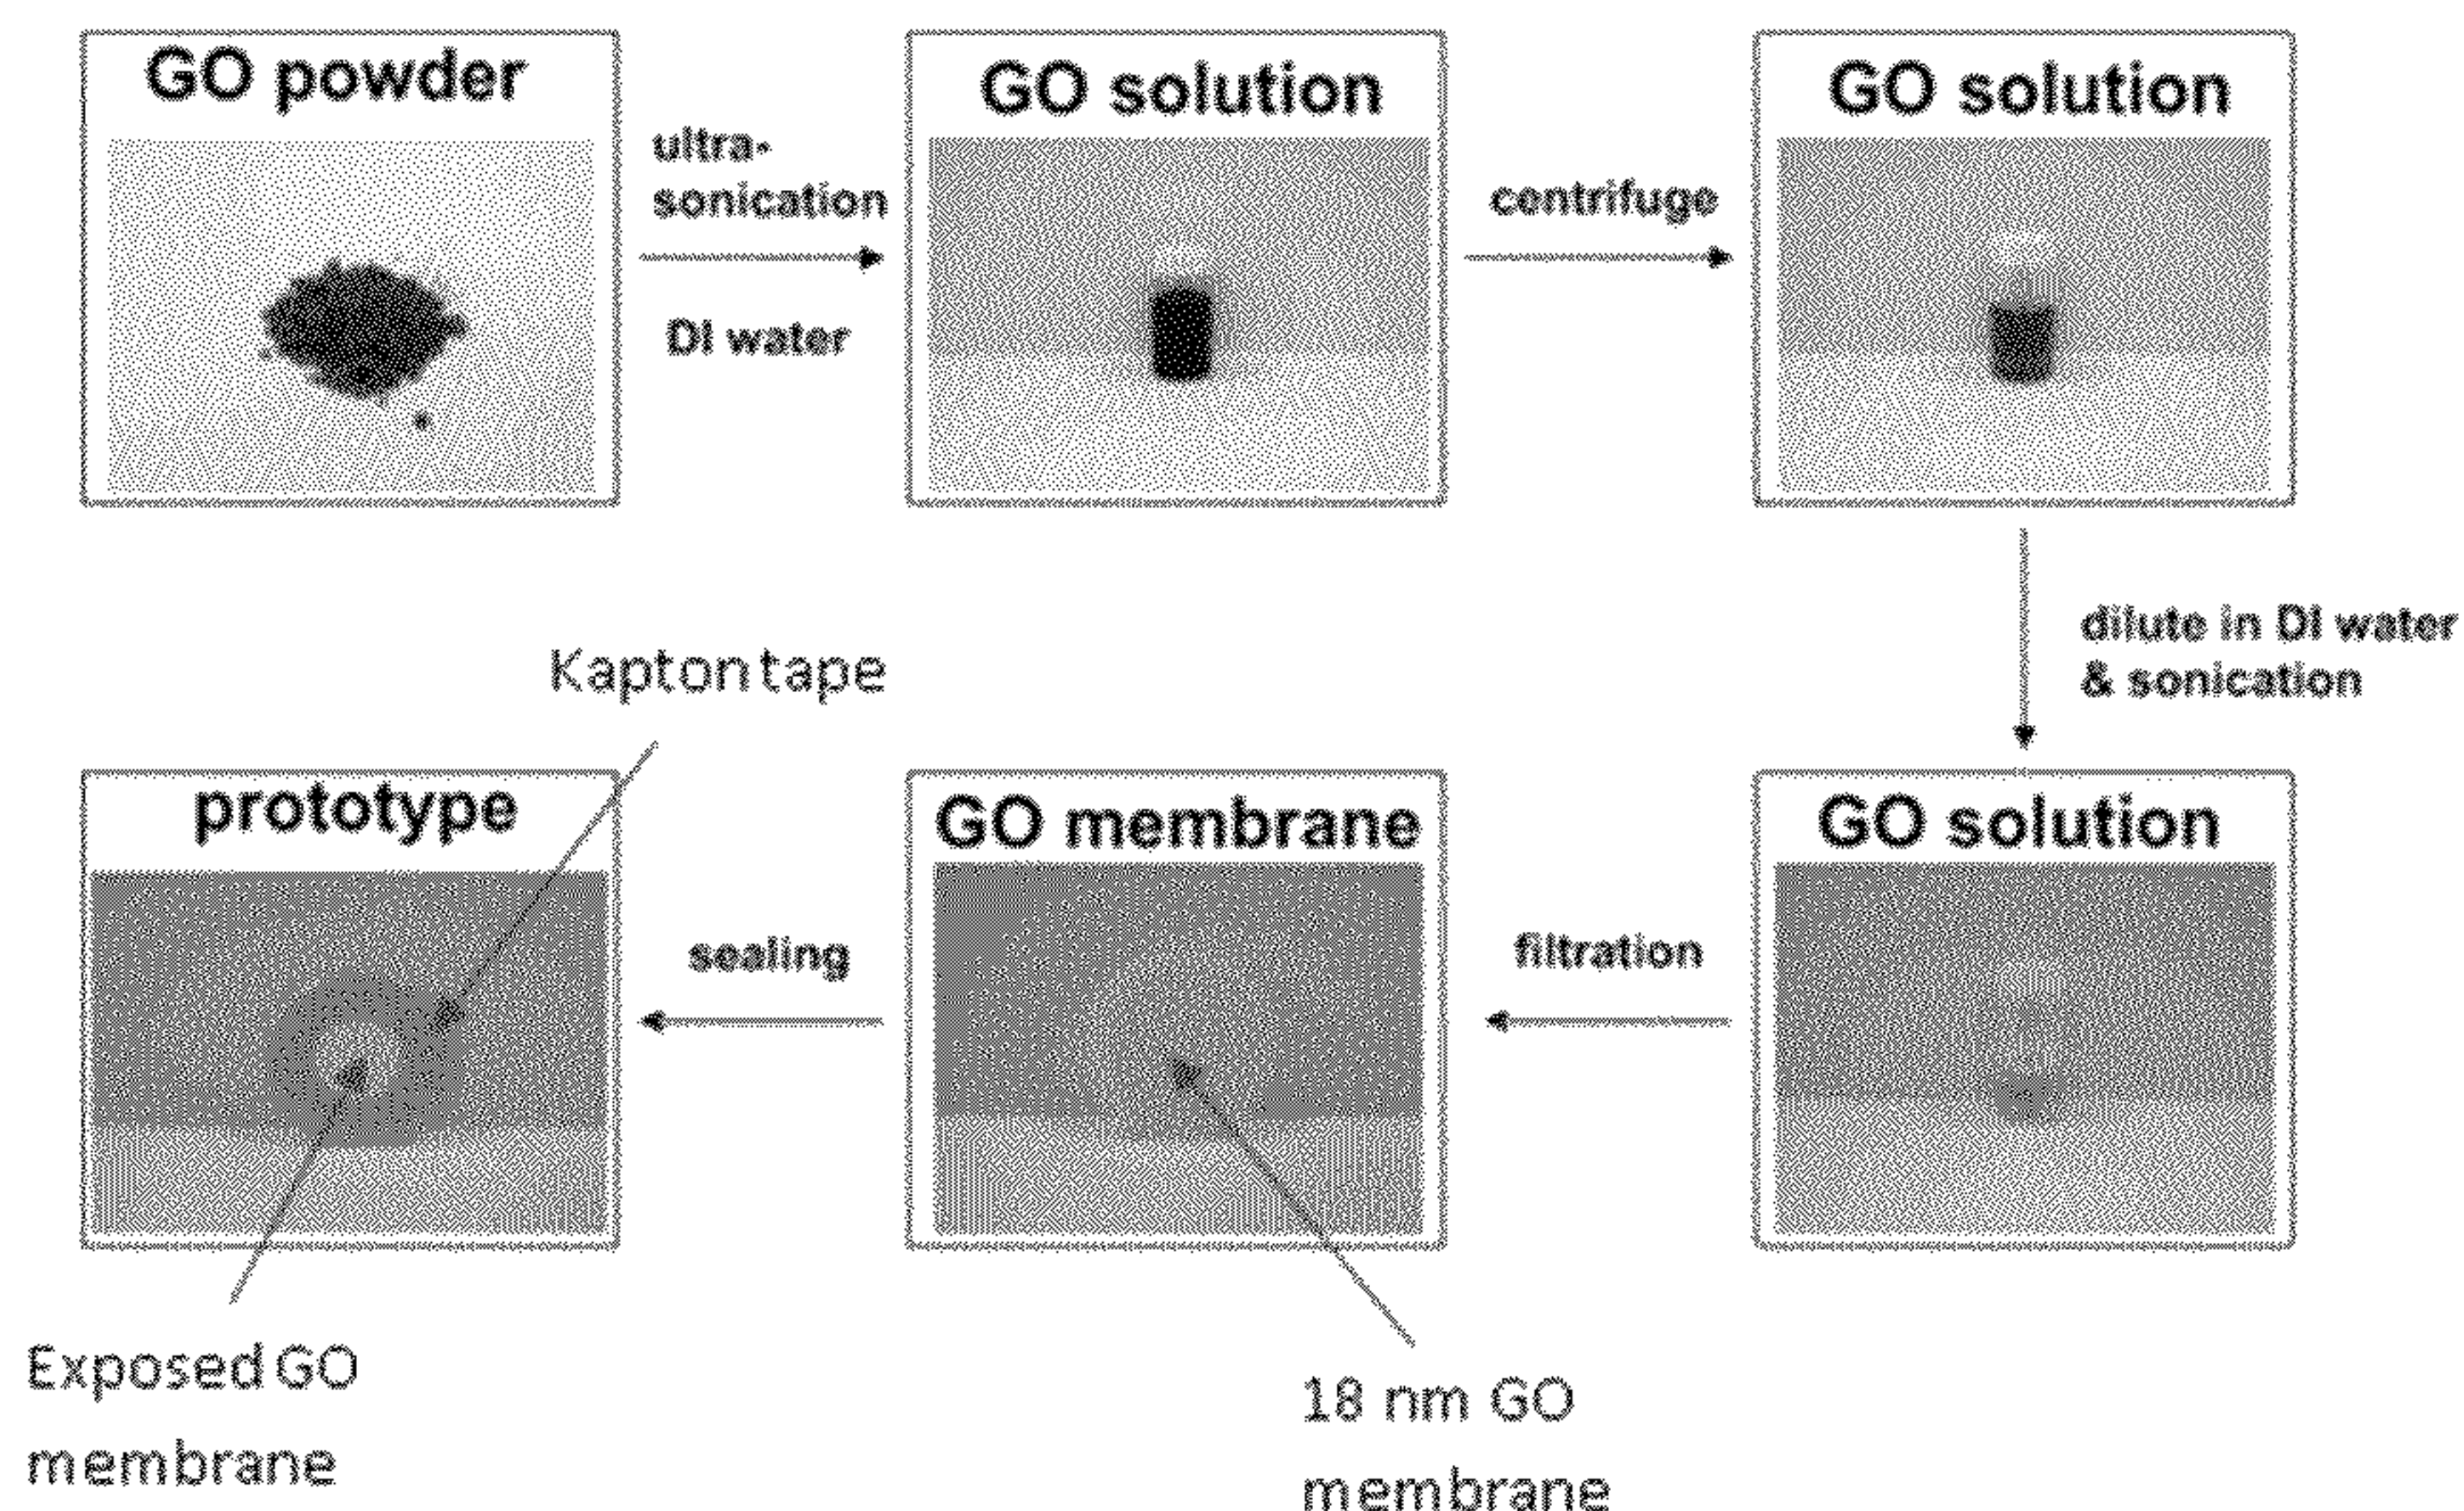 GO powder
ultra-
sonication
DI water
GO solution
centrifuge
GO solution
dilute in DI water
& sonication
GO solution
filtration
GO membrane
18 nm GO
membrane
sealing
prototype
Kapton tape
Exposed GO
membrane